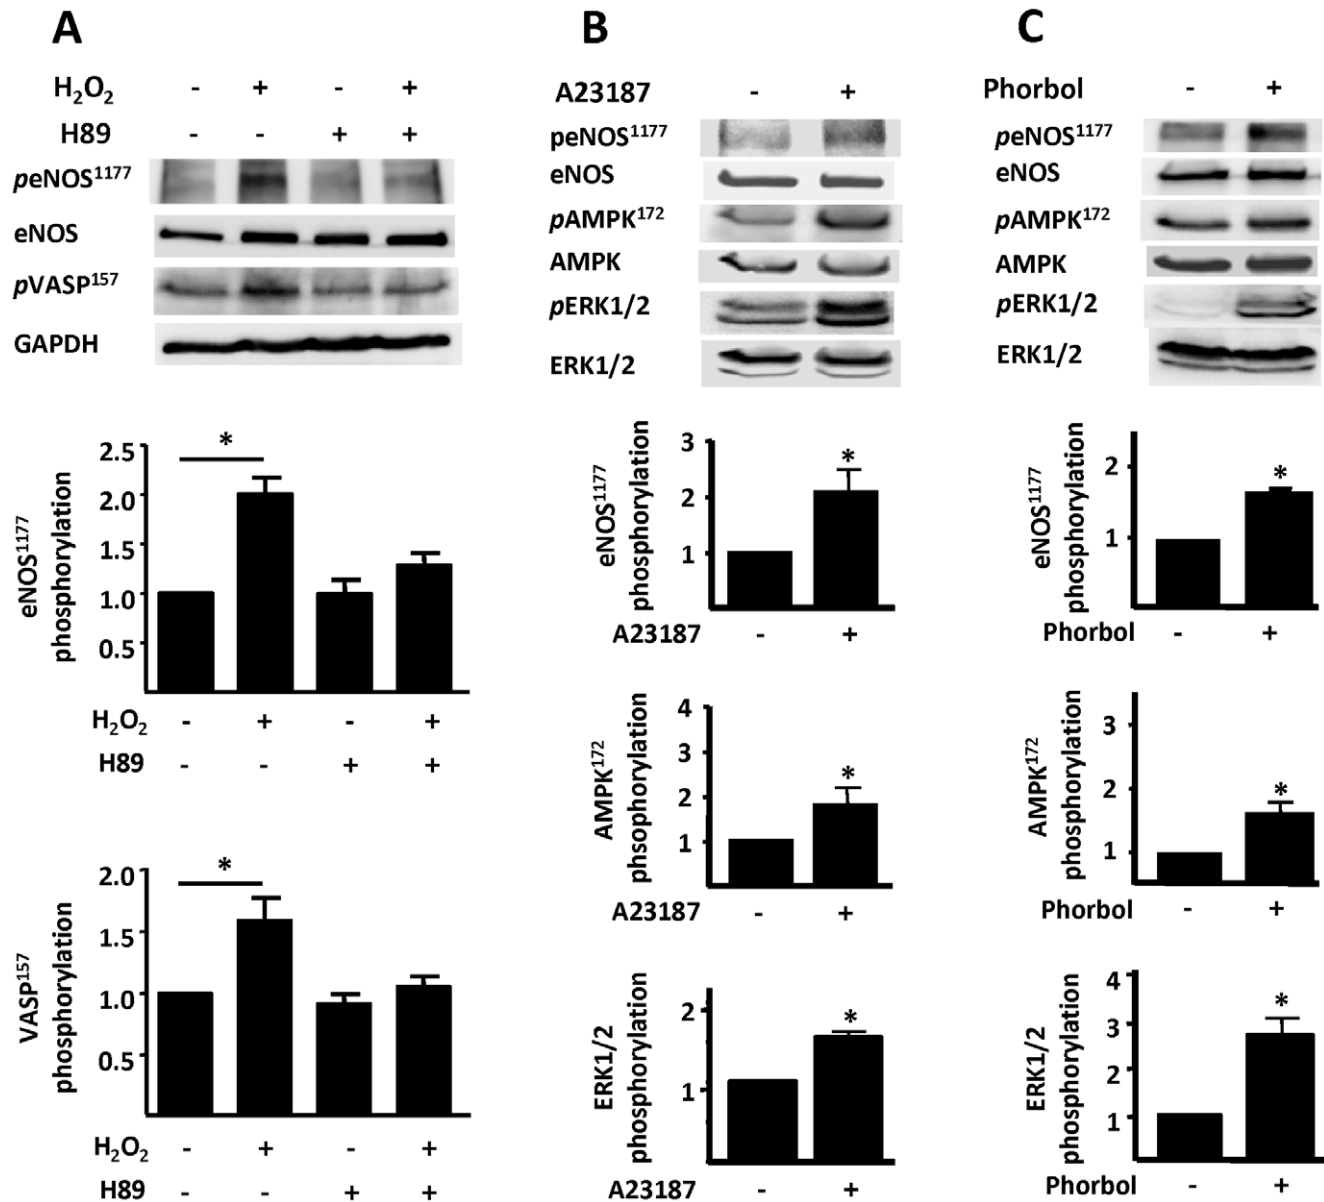 A
H₂O₂ - + - +
H89 - - + +
peNOS¹¹⁷⁷
eNOS
pVASP¹⁵⁷
GAPDH
*
eNOS¹¹⁷⁷
phosphorylation
2.5
2.0
1.5
1.0
0.5
H₂O₂ - + - +
H89 - - + +
*
VASP¹⁵⁷
phosphorylation
2.0
1.5
1.0
0.5
H₂O₂ - + - +
H89 - - + +
B
A23187 - +
peNOS¹¹⁷⁷
eNOS
pAMPK¹⁷²
AMPK
pERK1/2
ERK1/2
eNOS¹¹⁷⁷
phosphorylation
3
2
1
*
A23187 - +
AMPK¹⁷²
phsophorylation
4
3
2
1
*
A23187 - +
ERK1/2
phosphorylation
2
1
*
A23187 - +
C
Phorbol - +
peNOS¹¹⁷⁷
eNOS
pAMPK¹⁷²
AMPK
pERK1/2
ERK1/2
eNOS¹¹⁷⁷
phosphorylation
2
1
*
Phorbol - +
AMPK¹⁷²
phosphorylation
3
2
1
*
Phorbol - +
ERK1/2
phosphorylation
4
3
2
1
*
Phorbol - +